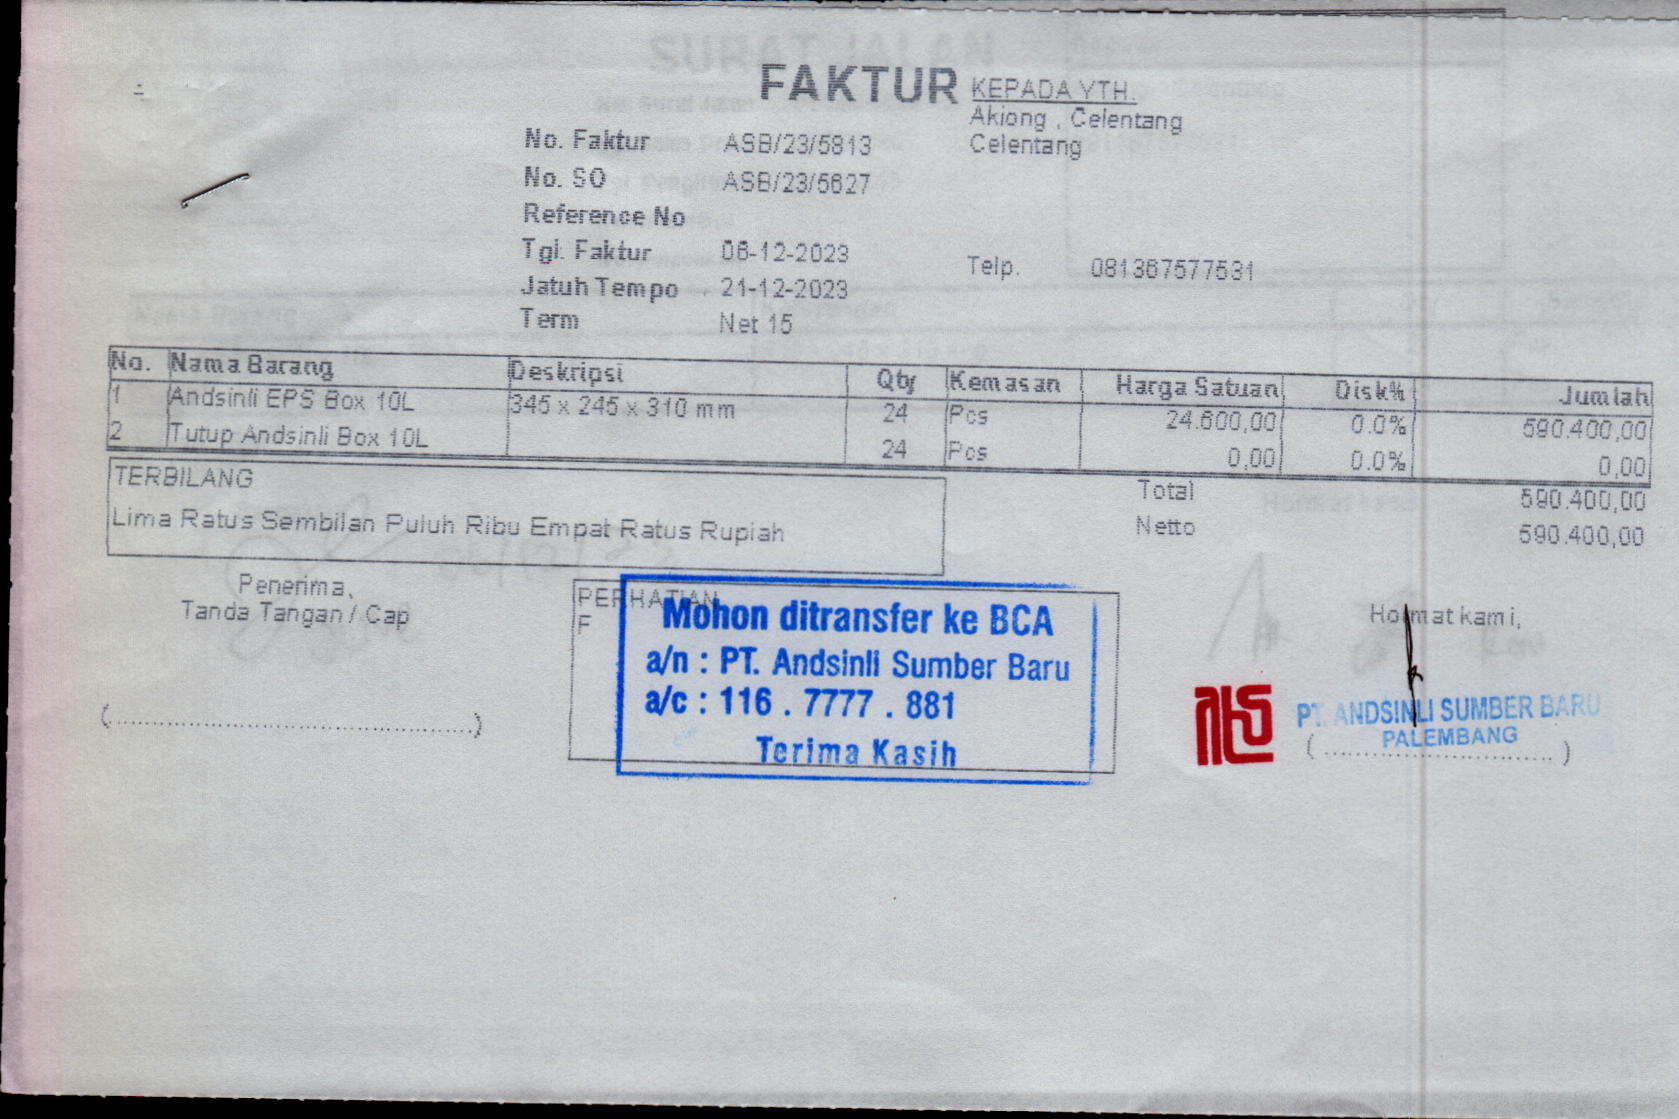 FAKTUR
KEPADA YTH.
Akiong , Celentang
Celentang
No. Faktur ASB/23/5813
No. SO ASB/23/5627
Reference No
Tgl. Faktur 06-12-2023
Telp. 081367577531
Jatuh Tempo 21-12-2023
Term Net 15
No. Nama Barang Deskripsi Qty Kemasan Harga Satuan Disk% Jumlah
1 Andsinli EPS Box 10L 345 x 245 x 310 mm 24 Pcs 24.600,00 0.0% 590.400,00
2 Tutup Andsinli Box 10L 24 Pcs 0,00 0.0% 0,00
TERBILANG
Lima Ratus Sembilan Puluh Ribu Empat Ratus Rupiah
Total 590.400,00
Netto 590.400,00
Penerima,
Tanda Tangan / Cap
(..........................................)
PERHATIAN
F
Mohon ditransfer ke BCA
a/n : PT. Andsinli Sumber Baru
a/c : 116 . 7777 . 881
Terima Kasih
Hormat kami,
PT. ANDSINLI SUMBER BARU
PALEMBANG
(..............................)
SURAT JALAN